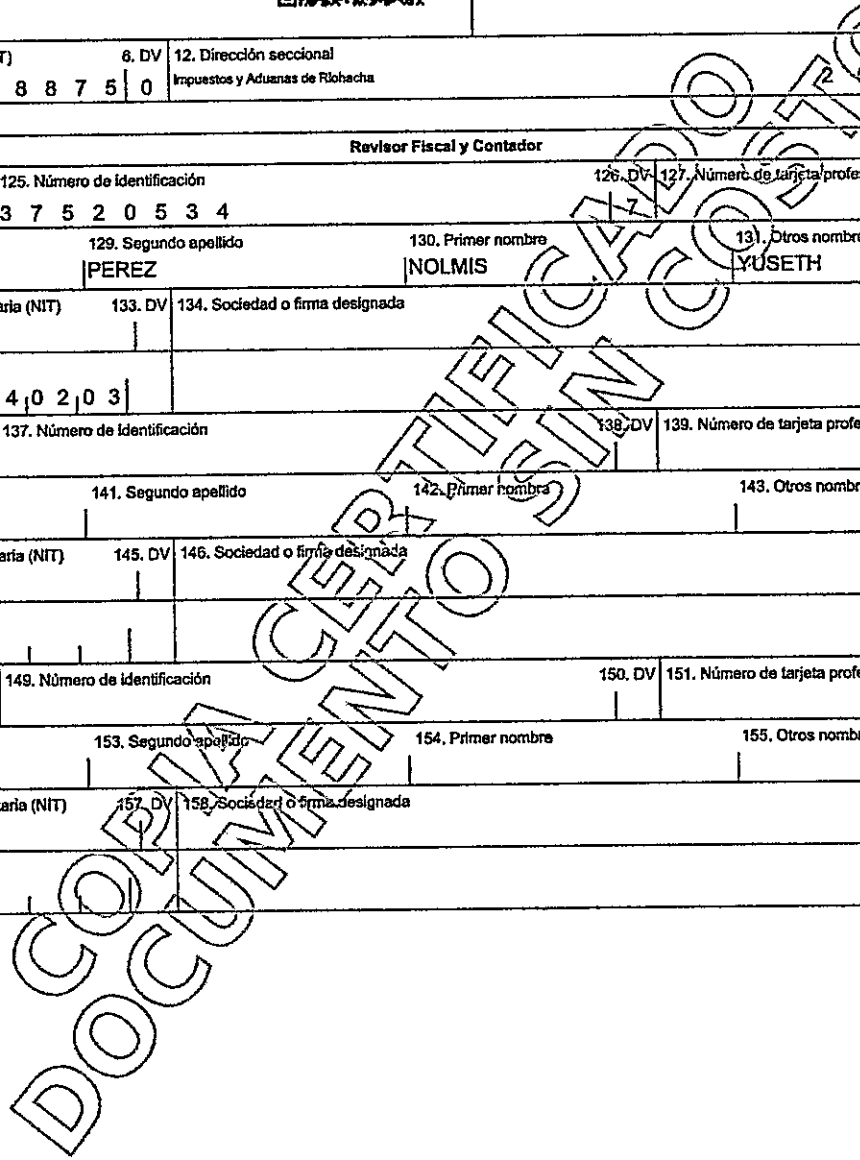 T) 6. DV 12. Dirección seccional
8 8 7 5 0 Impuestos y Aduanas de Riohacha 2
Revisor Fiscal y Contador
125. Número de identificación 126. DV 127. Número de tarjeta profe
3 7 5 2 0 5 3 4 7
129. Segundo apellido 130. Primer nombre 131. Otros nombre
PEREZ NOLMIS YUSETH
aria (NIT) 133. DV 134. Sociedad o firma designada
4 0 2 0 3
137. Número de identificación 138. DV 139. Número de tarjeta profe
141. Segundo apellido 142. Primer nombre 143. Otros nombr
aria (NIT) 145. DV 146. Sociedad o firma designada
149. Número de identificación 150. DV 151. Número de tarjeta profe
153. Segundo apellido 154. Primer nombre 155. Otros nombr
taria (NIT) 157. DV 158. Sociedad o firma designada
COPIA CERTIFICADO
DOCUMENTO SIN COSTO